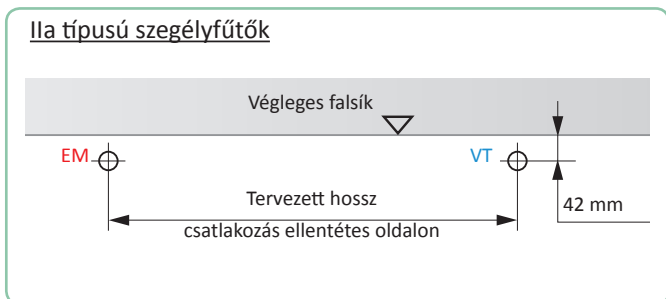 IIa típusú szegélyfűtők
Végleges falsík
EM
VT
Tervezett hossz
42 mm
csatlakozás ellentétes oldalon